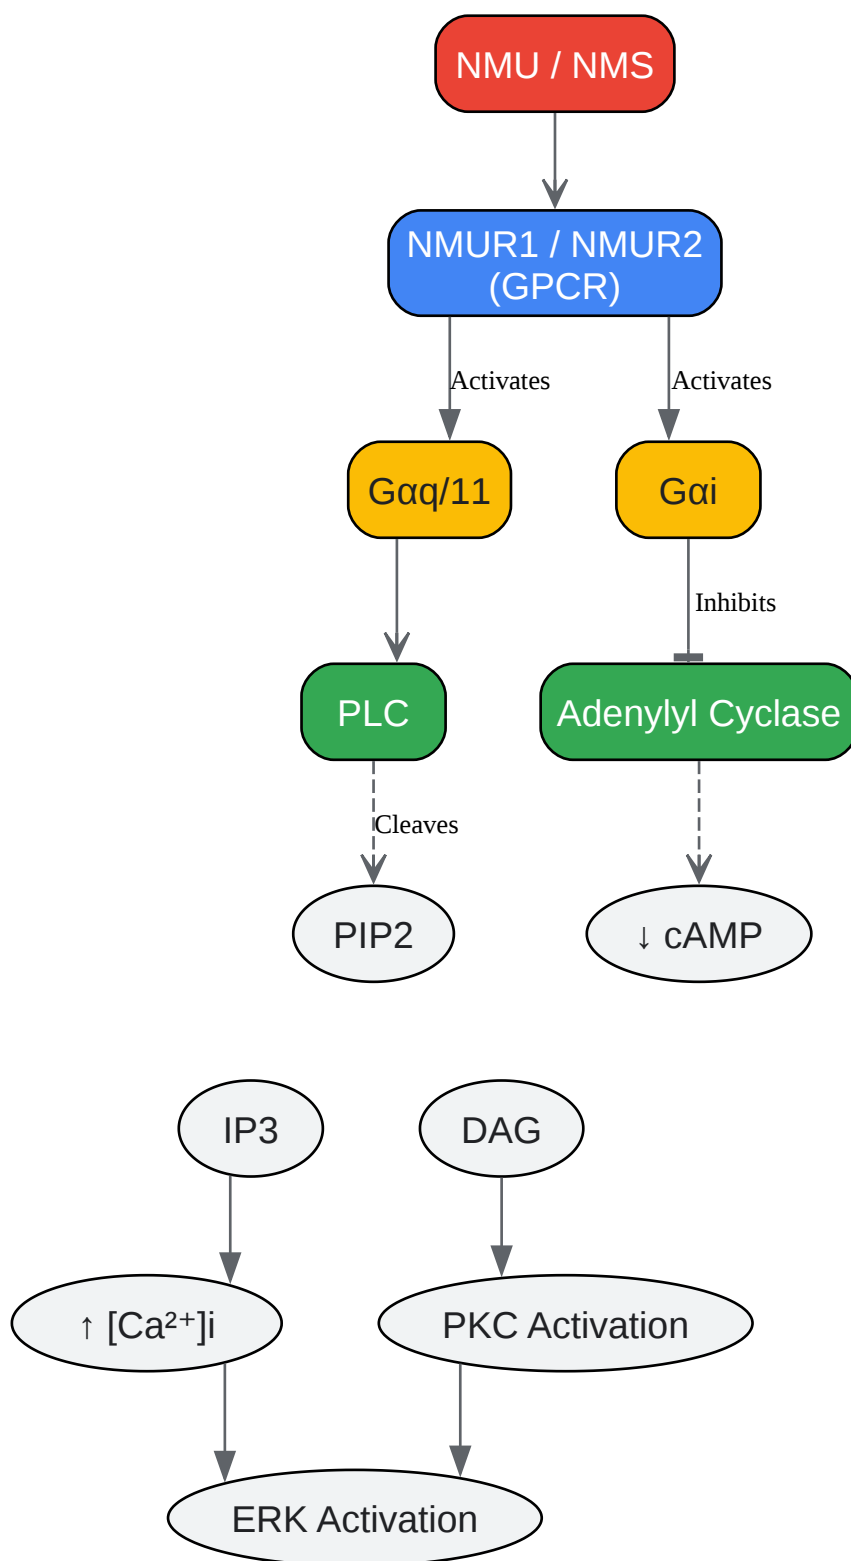 NMU / NMS
NMUR1 / NMUR2
(GPCR)
Activates
Activates
Gαq/11
Gαi
Inhibits
PLC
Adenylyl Cyclase
Cleaves
PIP2
↓ cAMP
IP3
DAG
↑ [Ca²⁺]i
PKC Activation
ERK Activation